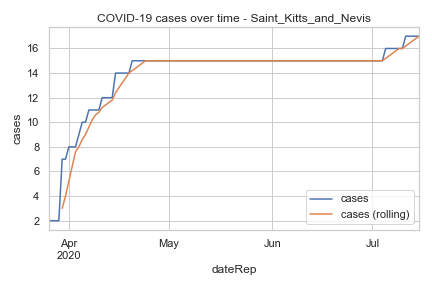 COVID-19 cases over time - Saint_Kitts_and_Nevis
cases
16
14
12
10
8
6
4
2
Apr
2020
May
Jun
Jul
dateRep
cases
cases (rolling)